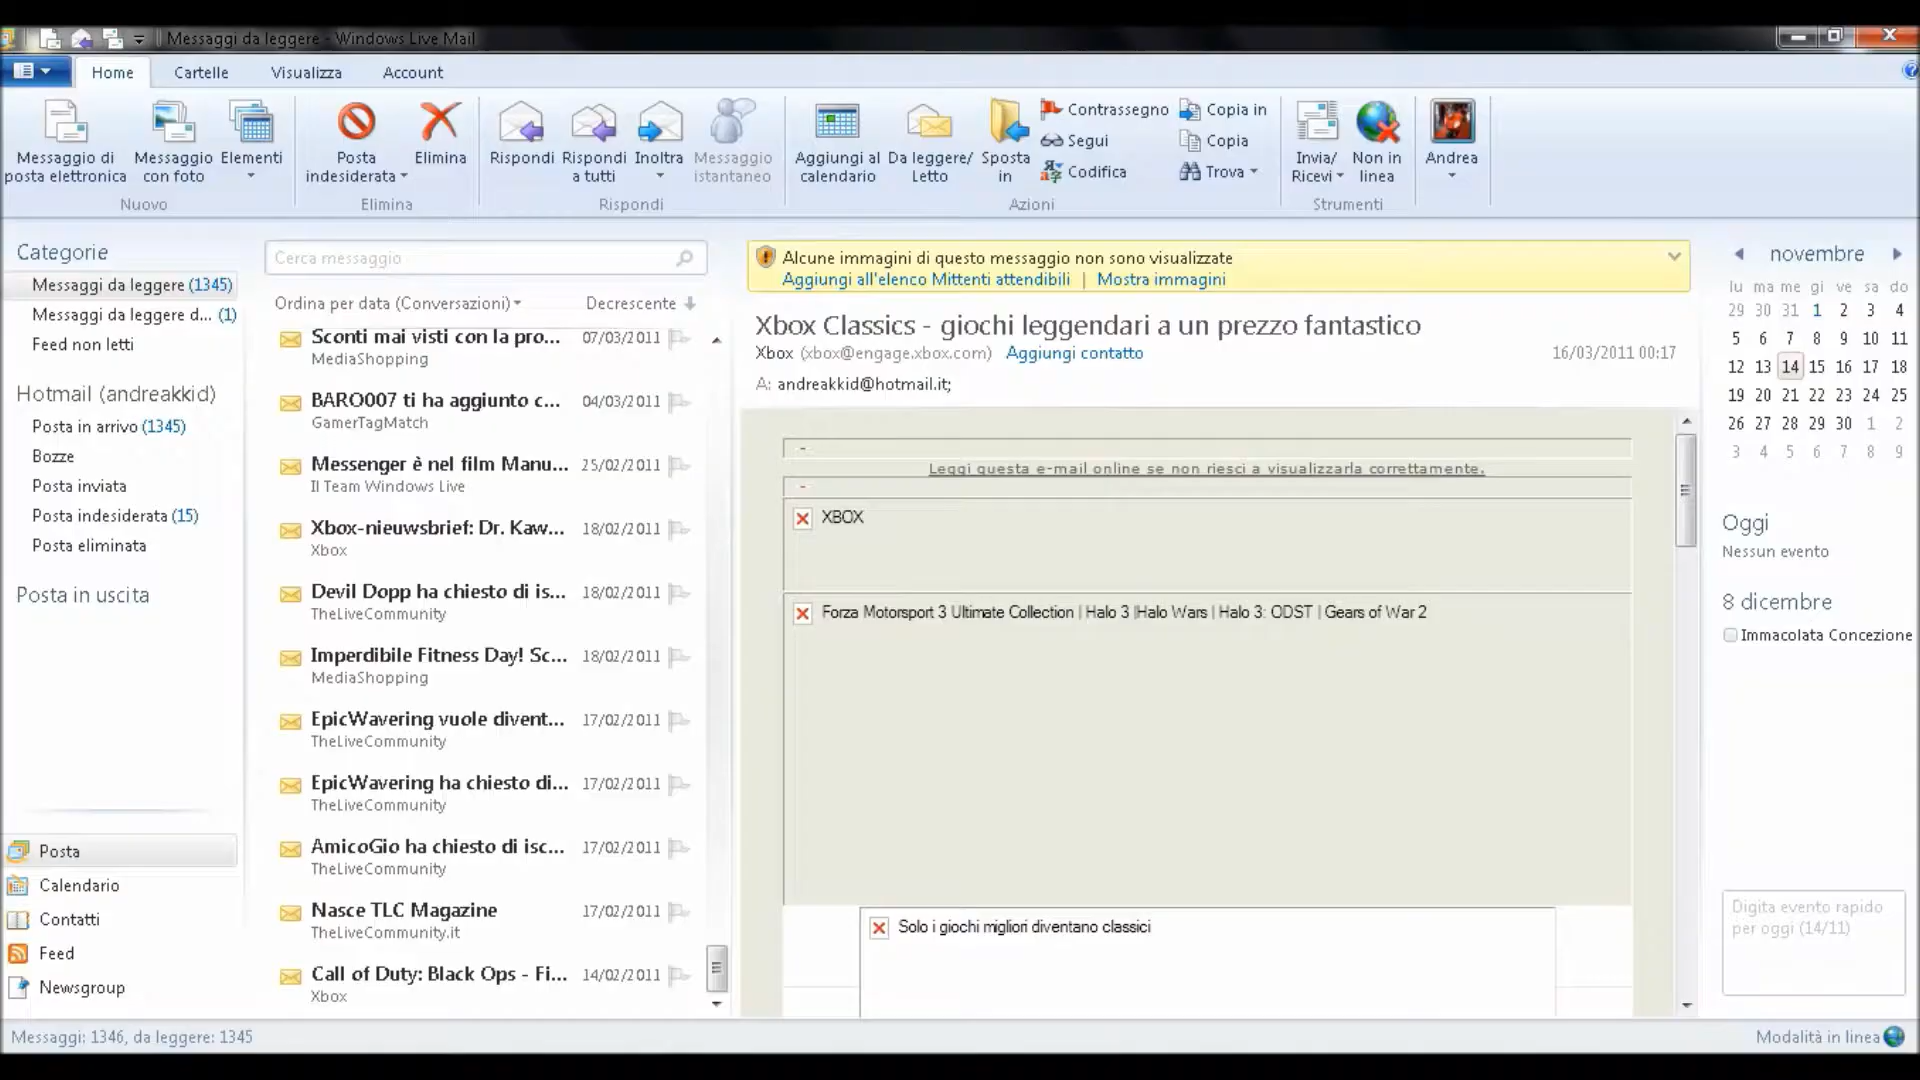 Messaggi da leggere - Windows Live Mail
Home Cartelle Visualizza Account
Messaggio di posta elettronica
Messaggio con foto
Elementi
Nuovo
Posta indesiderata
Elimina
Elimina
Rispondi
Rispondi a tutti
Inoltra
Messaggio istantaneo
Rispondi
Aggiungi al calendario
Da leggere/ Letto
Sposta in
Contrassegno
Segui
Codifica
Copia in
Copia
Trova
Azioni
Invia/ Ricevi
Non in linea
Strumenti
Andrea
Categorie
Messaggi da leggere (1345)
Messaggi da leggere d... (1)
Feed non letti
Hotmail (andreakkid)
Posta in arrivo (1345)
Bozze
Posta inviata
Posta indesiderata (15)
Posta eliminata
Posta in uscita
Posta
Calendario
Contatti
Feed
Newsgroup
Cerca messaggio
Ordina per data (Conversazioni) Decrescente
Sconti mai visti con la pro... 07/03/2011
MediaShopping
BARO007 ti ha aggiunto c... 04/03/2011
GamerTagMatch
Messenger è nel film Manu... 25/02/2011
Il Team Windows Live
Xbox-nieuwsbrief: Dr. Kaw... 18/02/2011
Xbox
Devil Dopp ha chiesto di is... 18/02/2011
TheLiveCommunity
Imperdibile Fitness Day! Sc... 18/02/2011
MediaShopping
EpicWavering vuole divent... 17/02/2011
TheLiveCommunity
EpicWavering ha chiesto di... 17/02/2011
TheLiveCommunity
AmicoGio ha chiesto di isc... 17/02/2011
TheLiveCommunity
Nasce TLC Magazine 17/02/2011
TheLiveCommunity.it
Call of Duty: Black Ops - Fi... 14/02/2011
Xbox
Alcune immagini di questo messaggio non sono visualizzate
Aggiungi all'elenco Mittenti attendibili | Mostra immagini
Xbox Classics - giochi leggendari a un prezzo fantastico
Xbox (xbox@engage.xbox.com) Aggiungi contatto 16/03/2011 00:17
A: andreakkid@hotmail.it;
-
Leggi questa e-mail online se non riesci a visualizzarla correttamente.
-
XBOX
Forza Motorsport 3 Ultimate Collection | Halo 3 |Halo Wars | Halo 3: ODST | Gears of War 2
Solo i giochi migliori diventano classici
novembre
lu ma me gi ve sa do
29 30 31 1 2 3 4
5 6 7 8 9 10 11
12 13 14 15 16 17 18
19 20 21 22 23 24 25
26 27 28 29 30 1 2
3 4 5 6 7 8 9
Oggi
Nessun evento
8 dicembre
Immacolata Concezione
Digita evento rapido
per oggi (14/11)
Messaggi: 1346, da leggere: 1345
Modalità in linea